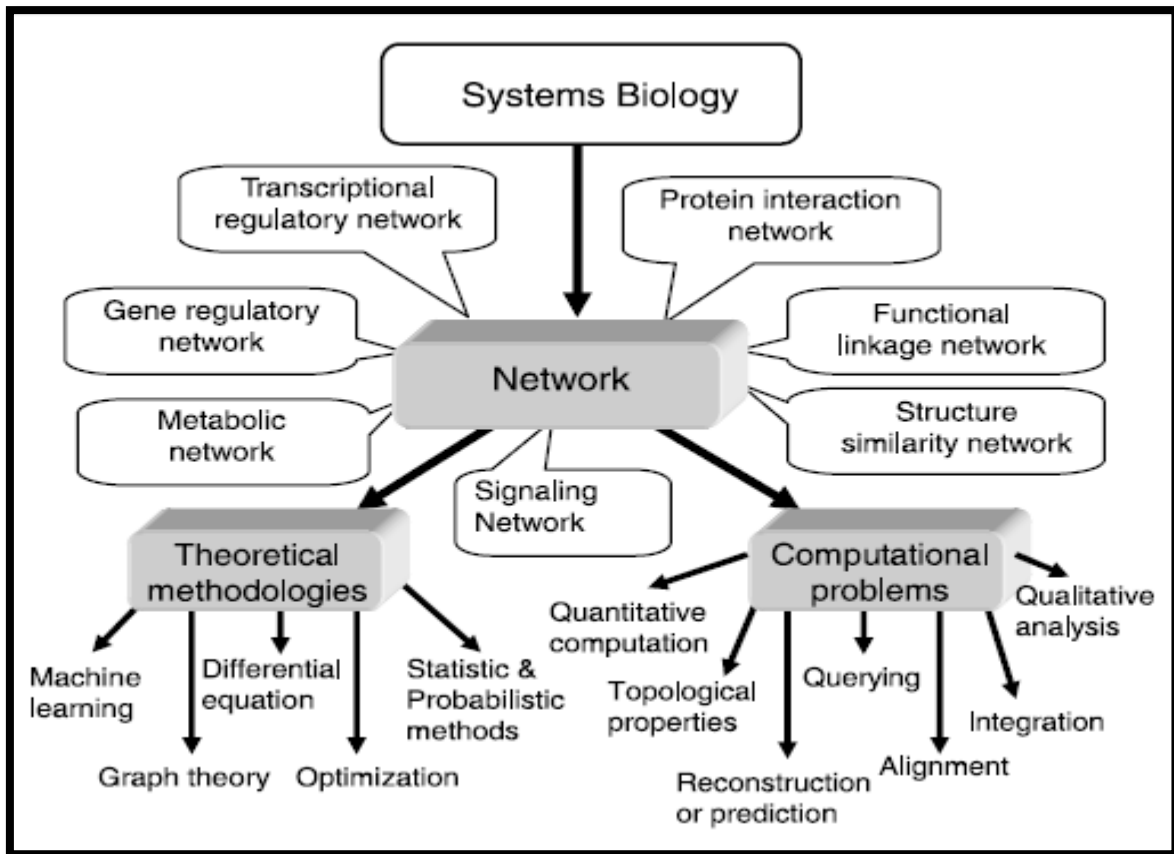 Systems Biology
Transcriptional
regulatory network
Protein interaction
network
Gene regulatory
network
Functional
linkage network
Network
Metabolic
network
Structure
similarity network
Signaling
Network
Theoretical
methodologies
Computational
problems
Machine
learning
Graph theory
Differential
equation
Optimization
Statistic &
Probabilistic
methods
Quantitative
computation
Topological
properties
Reconstruction
or prediction
Querying
Alignment
Integration
Qualitative
analysis